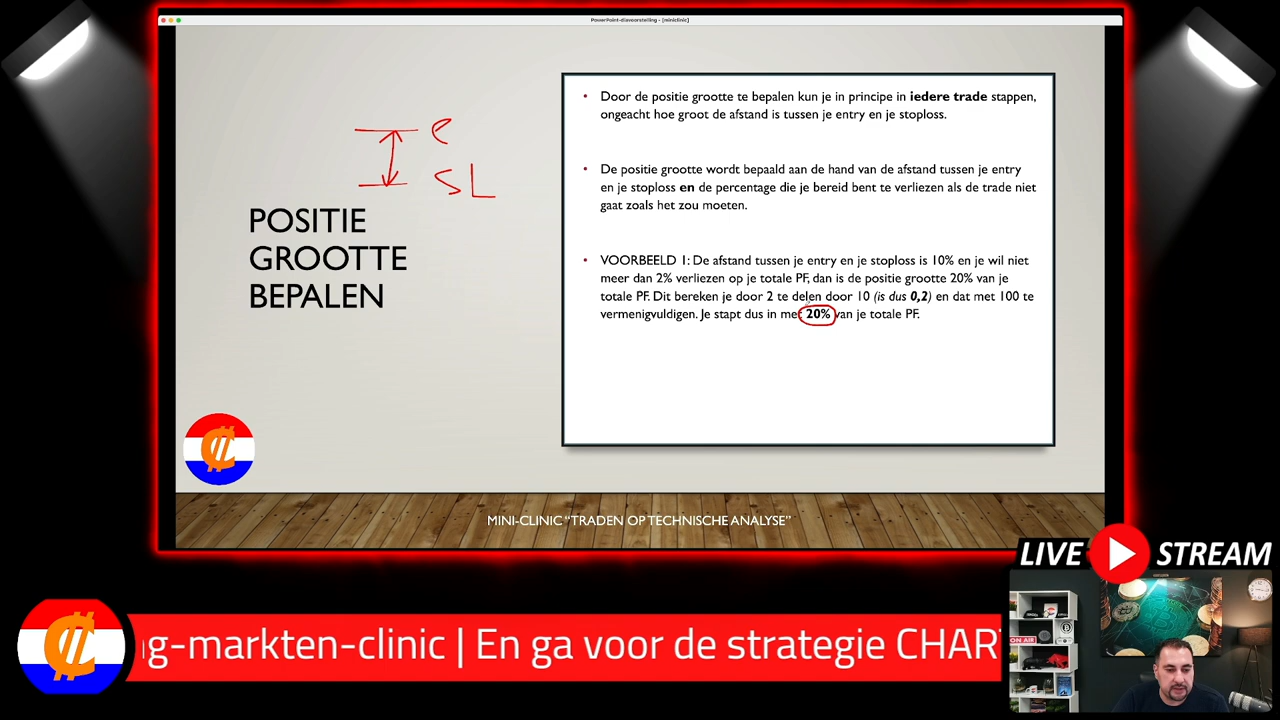 PowerPoint-diavoorstelling - [miniclinic]
e
SL
POSITIE
GROOTTE
BEPALEN
• Door de positie grootte te bepalen kun je in principe in iedere trade stappen,
ongeacht hoe groot de afstand is tussen je entry en je stoploss.
• De positie grootte wordt bepaald aan de hand van de afstand tussen je entry
en je stoploss en de percentage die je bereid bent te verliezen als de trade niet
gaat zoals het zou moeten.
• VOORBEELD 1: De afstand tussen je entry en je stoploss is 10% en je wil niet
meer dan 2% verliezen op je totale PF, dan is de positie grootte 20% van je
totale PF. Dit bereken je door 2 te delen door 10 (is dus 0,2) en dat met 100 te
vermenigvuldigen. Je stapt dus in met 20% van je totale PF.
MINI-CLINIC “TRADEN OP TECHNISCHE ANALYSE”
LIVE STREAM
ON AIR
g-markten-clinic | En ga voor de strategie CHAR